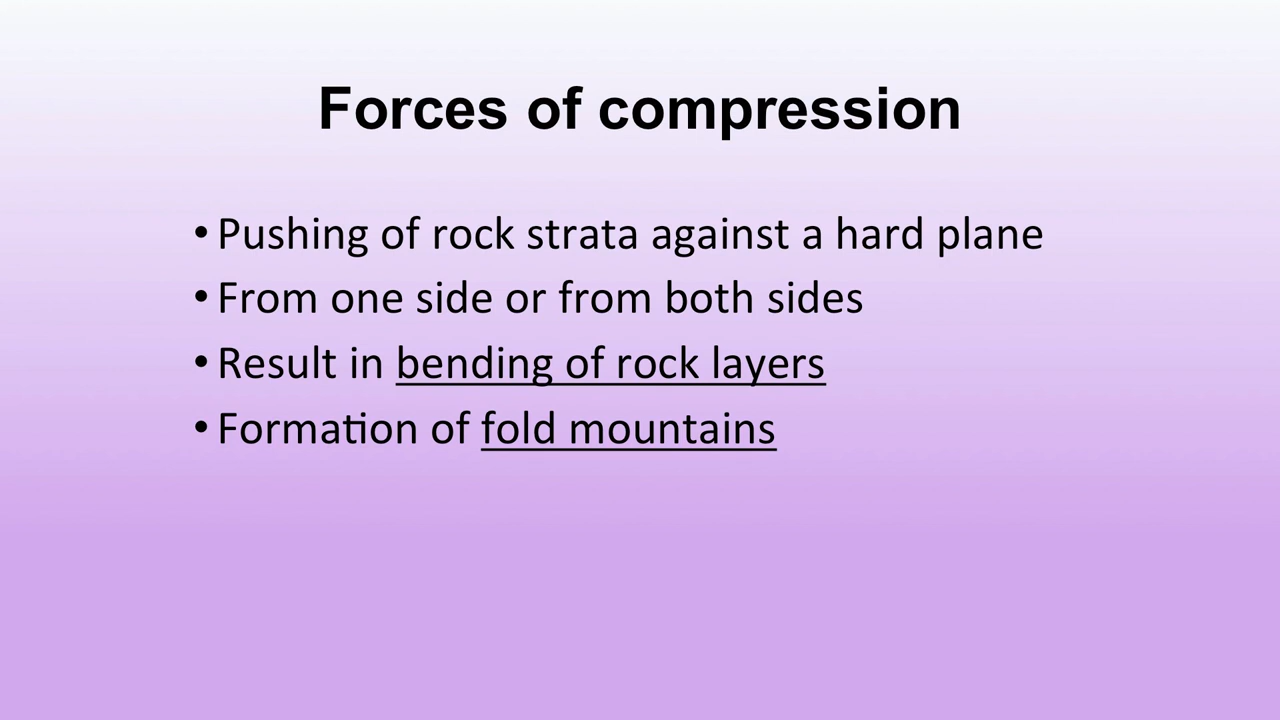 Forces of compression
• Pushing of rock strata against a hard plane
• From one side or from both sides
• Result in bending of rock layers
• Formation of fold mountains